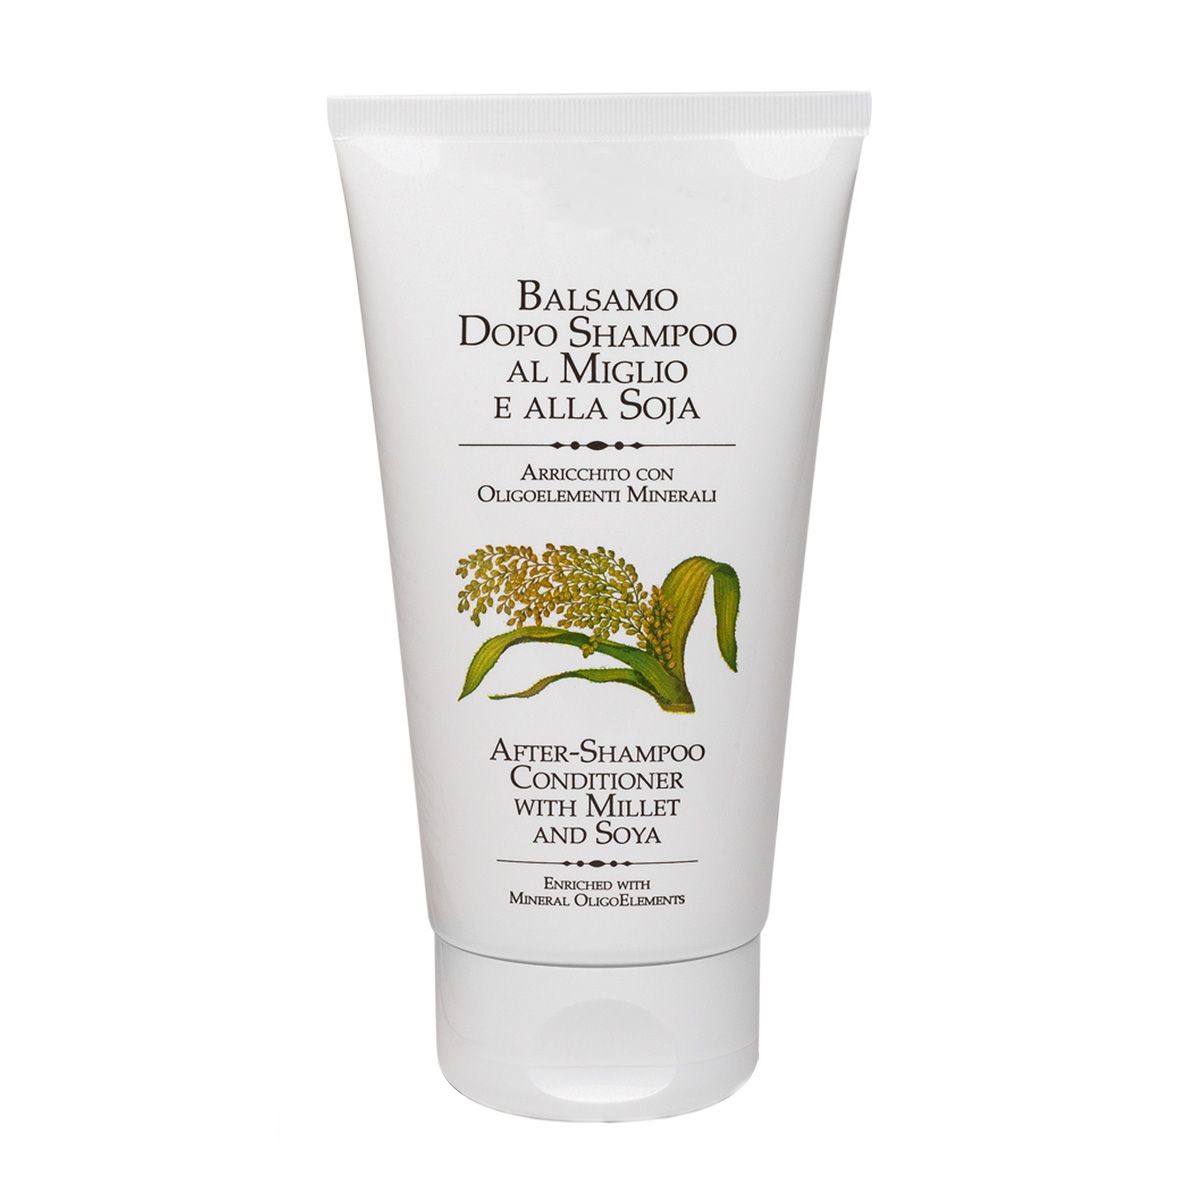 BALSAMO
DOPO SHAMPOO
AL MIGLIO
E ALLA SOJA
ARRICCHITO CON
OLIGOELEMENTI MINERALI
AFTER-SHAMPOO
CONDITIONER
WITH MILLET
AND SOYA
ENRICHED WITH
MINERAL OLIGOELEMENTS